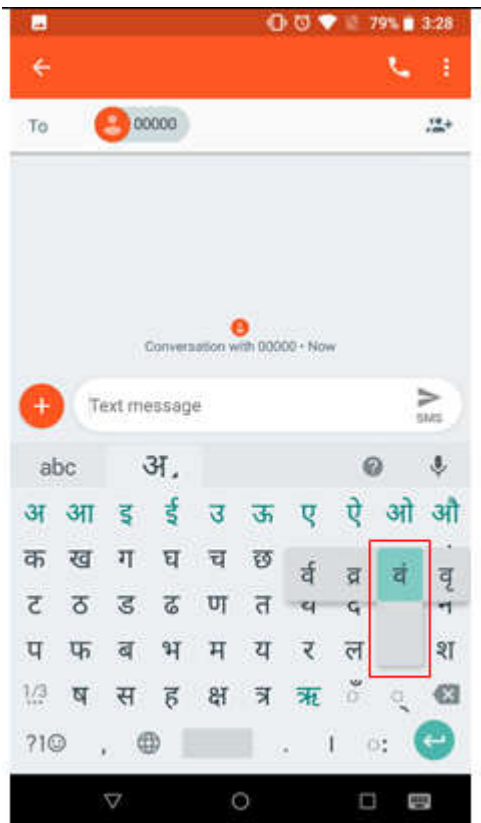 79% 3:28
To 00000
Conversation with 00000 • Now
Text message
SMS
abc अ.
अ आ इ ई उ ऊ ए ऐ ओ औ
क ख ग घ च छ
र्व व्र वं वृ
ट ठ ड ढ ण त
प फ ब भ म य र ल श
1/3 ष स ह क्ष त्र ऋ
?1☺ , . । :